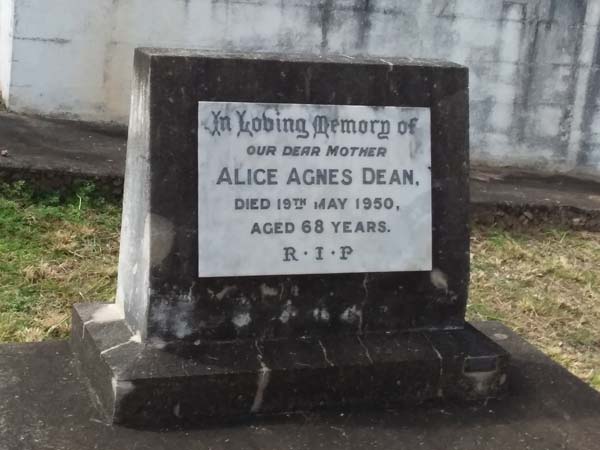 In Loving Memory of
OUR DEAR MOTHER
ALICE AGNES DEAN,
DIED 19TH MAY 1950,
AGED 68 YEARS.
R·I·P